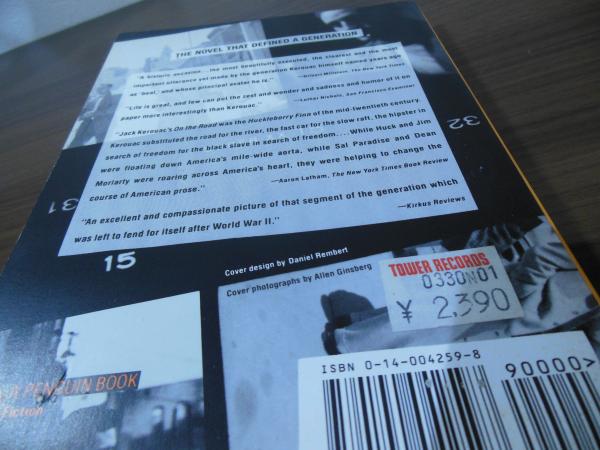 THE NOVEL THAT DEFINED A GENERATION
"A historic occasion...the most beautifully executed, the clearest and the most
important utterance yet made by the generation Kerouac himself named years ago
as 'beat,' and whose principal avatar he is."
—Gilbert Millstein, The New York Times
"Life is great, and few can put the zest and wonder and sadness and humor of it on
paper more interestingly than Kerouac."
—Luther Nichols, San Francisco Examiner
"Jack Kerouac's On the Road was the Huckleberry Finn of the mid-twentieth century.
Kerouac substituted the road for the river, the fast car for the slow raft, the hipster in
search of freedom for the black slave in search of freedom....While Huck and Jim
were floating down America's mile-wide aorta, while Sal Paradise and Dean
Moriarty were roaring across America's heart, they were helping to change the
course of American prose."
—Aaron Latham, The New York Times Book Review
"An excellent and compassionate picture of that segment of the generation which
was left to fend for itself after World War II."
—Kirkus Reviews
32
31
15
Cover design by Daniel Rembert
Cover photographs by Allen Ginsberg
TOWER RECORDS
0330N01
¥ 2,390
A PENGUIN BOOK
Fiction
ISBN 0-14-004259-8
90000>